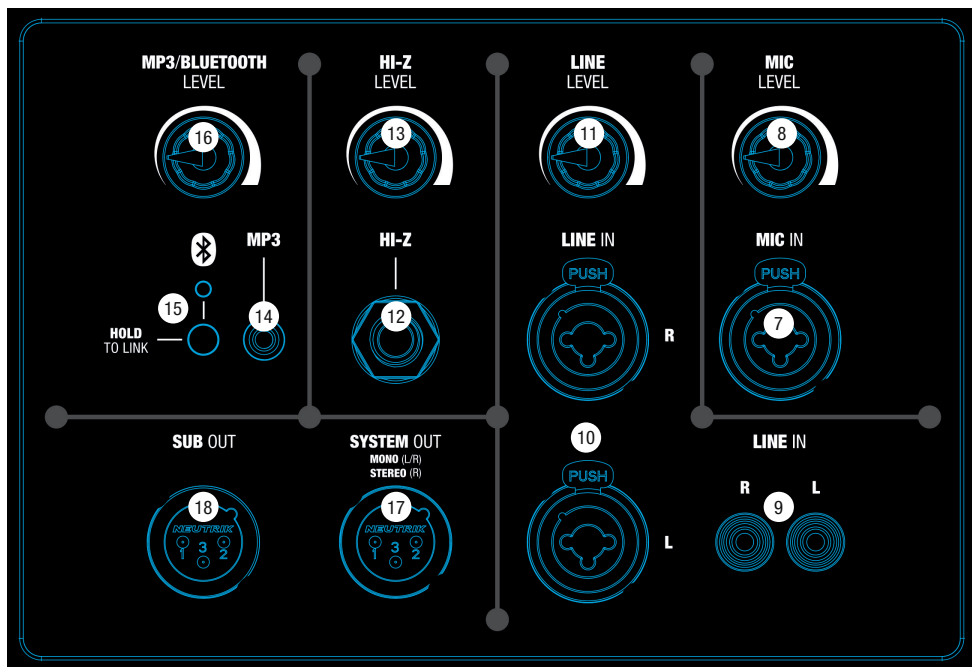 MP3/BLUETOOTH
LEVEL
HI-Z
LEVEL
LINE
LEVEL
MIC
LEVEL
16
13
11
8
MP3
HI-Z
LINE IN
MIC IN
PUSH
PUSH
15
14
12
7
HOLD
TO LINK
R
SUB OUT
SYSTEM OUT
MONO (L/R)
STEREO (R)
10
LINE IN
PUSH
R
L
18
17
9
NEUTRIK
NEUTRIK
1 3 2
1 3 2
L